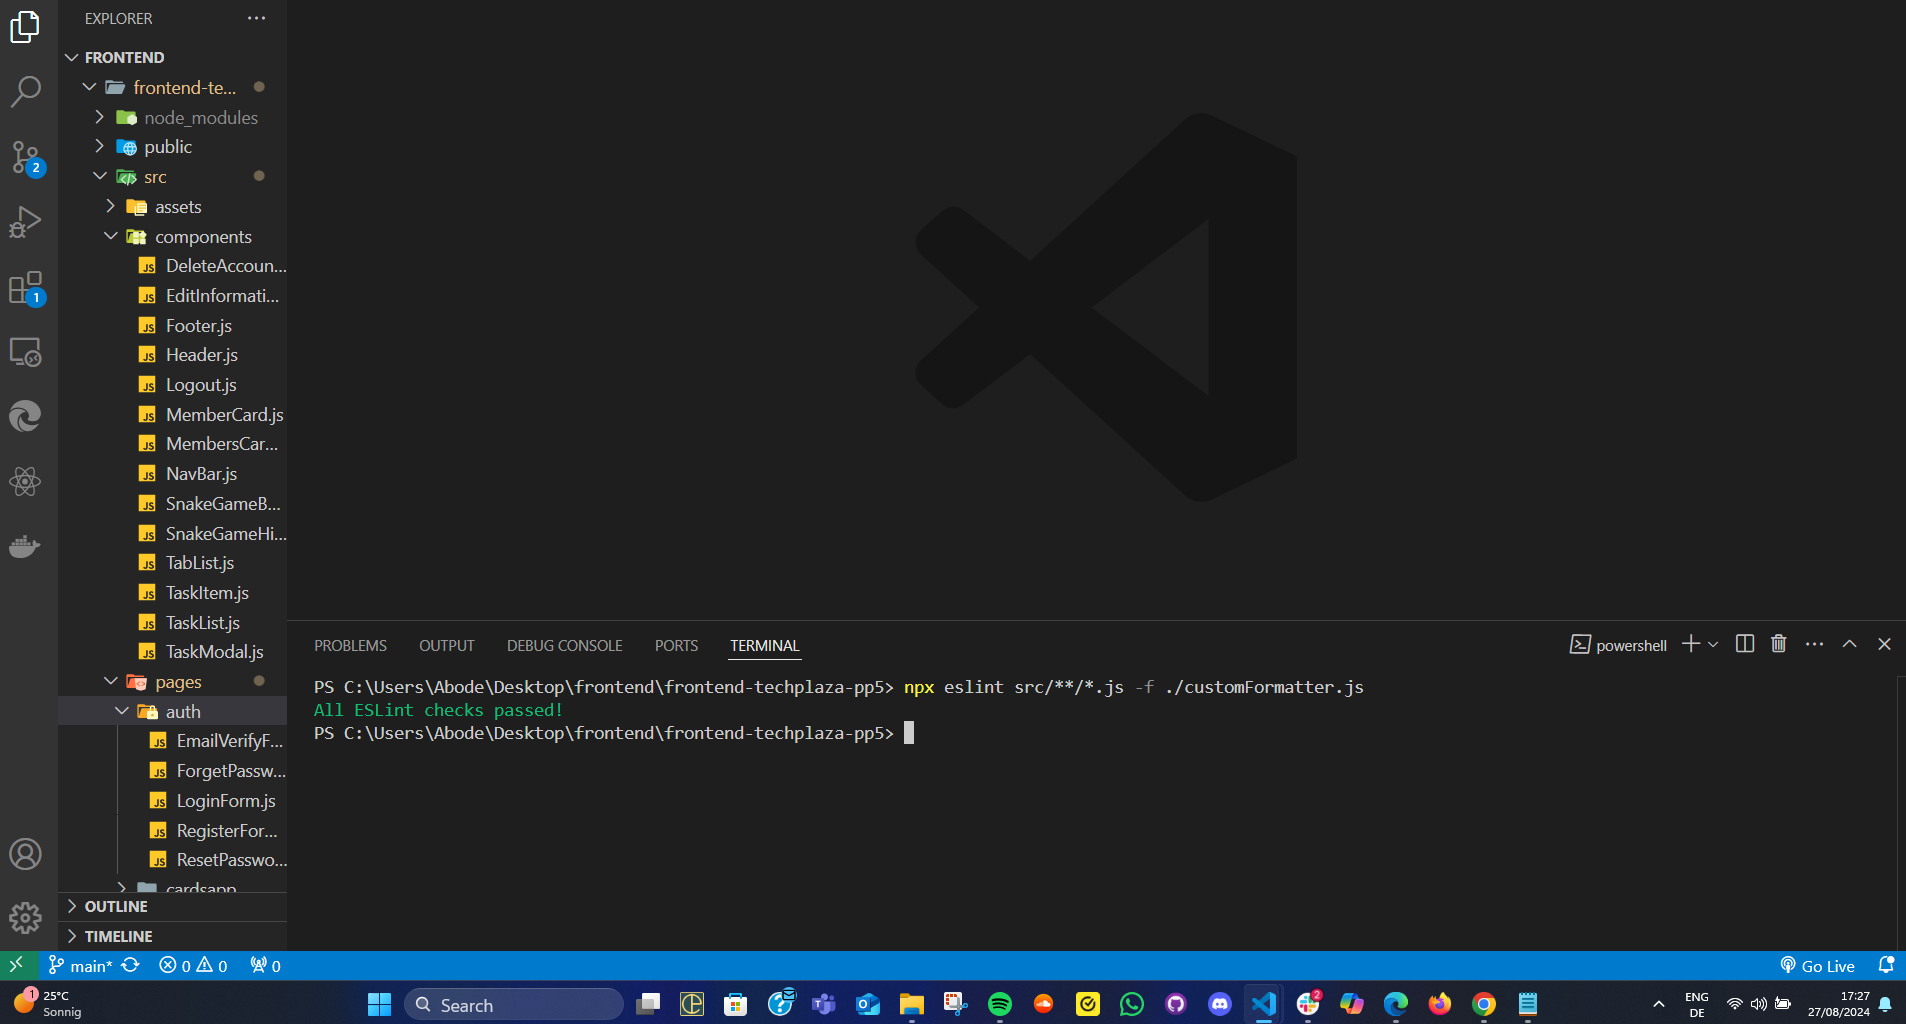 EXPLORER
FRONTEND
frontend-te...
node_modules
public
src
assets
components
DeleteAccoun...
EditInformati...
Footer.js
Header.js
Logout.js
MemberCard.js
MembersCar...
NavBar.js
SnakeGameB...
SnakeGameHi...
TabList.js
TaskItem.js
TaskList.js
TaskModal.js
pages
auth
EmailVerifyF...
ForgetPassw...
LoginForm.js
RegisterFor...
ResetPasswo...
cardsapp
OUTLINE
TIMELINE
2
1
PROBLEMS OUTPUT DEBUG CONSOLE PORTS TERMINAL
powershell
PS C:\Users\Abode\Desktop\frontend\frontend-techplaza-pp5> npx eslint src/**/*.js -f ./customFormatter.js
All ESLint checks passed!
PS C:\Users\Abode\Desktop\frontend\frontend-techplaza-pp5>
main* 0 0 0
Go Live
1
25°C
Sonnig
Search
2
ENG
DE
17:27
27/08/2024